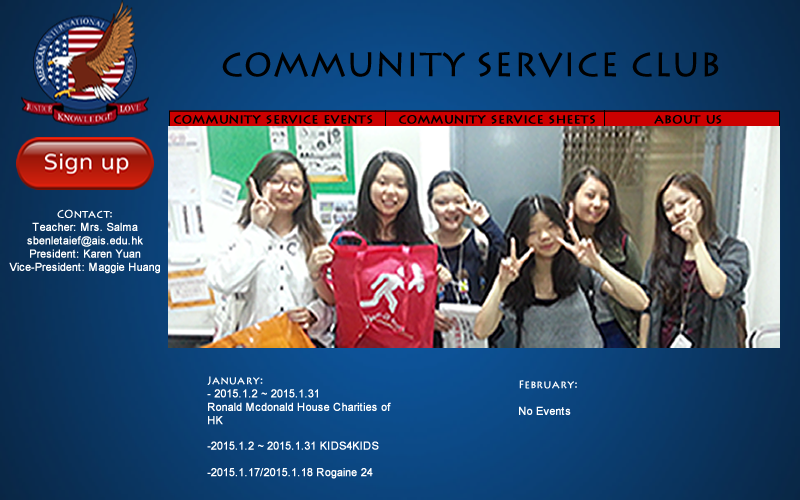 AMERICAN INTERNATIONAL SCHOOL
JUSTICE KNOWLEDGE LOVE
COMMUNITY SERVICE CLUB
COMMUNITY SERVICE EVENTS COMMUNITY SERVICE SHEETS ABOUT US
Sign up
Contact:
Teacher: Mrs. Salma
sbenletaief@ais.edu.hk
President: Karen Yuan
Vice-President: Maggie Huang
January:
- 2015.1.2 ~ 2015.1.31
Ronald Mcdonald House Charities of
HK
-2015.1.2 ~ 2015.1.31 KIDS4KIDS
-2015.1.17/2015.1.18 Rogaine 24
February:
No Events